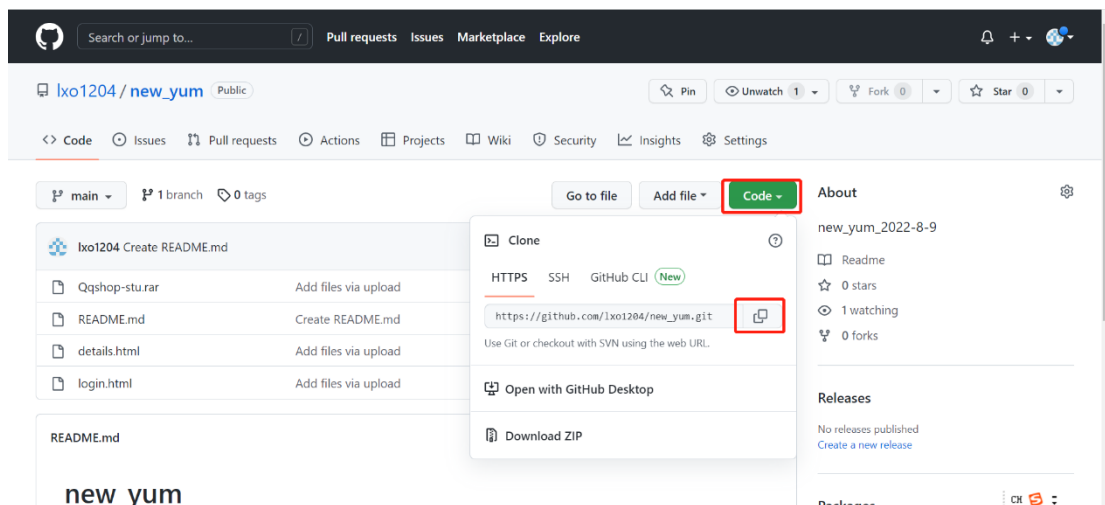 Search or jump to... / Pull requests Issues Marketplace Explore
lxo1204 / new_yum Public Pin Unwatch 1 Fork 0 Star 0
Code Issues Pull requests Actions Projects Wiki Security Insights Settings
main 1 branch 0 tags Go to file Add file Code
About
new_yum_2022-8-9
Readme
0 stars
1 watching
0 forks
Releases
No releases published
Create a new release
Packages
lxo1204 Create README.md
Qqshop-stu.rar Add files via upload
README.md Create README.md
details.html Add files via upload
login.html Add files via upload
Clone
HTTPS SSH GitHub CLI New
https://github.com/lxo1204/new_yum.git
Use Git or checkout with SVN using the web URL.
Open with GitHub Desktop
Download ZIP
README.md
new_yum
CH